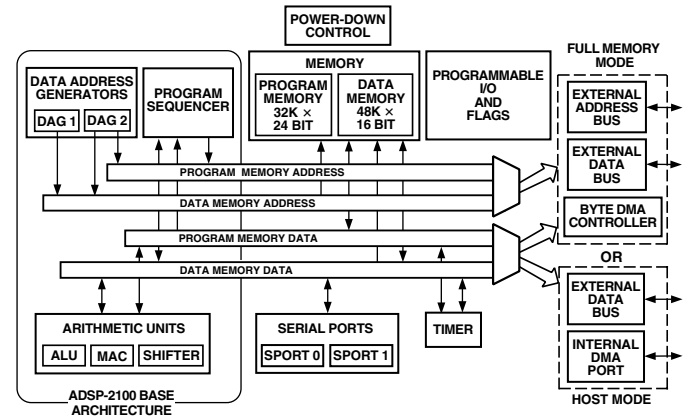 POWER-DOWN
CONTROL
FULL MEMORY
MODE
DATA ADDRESS
GENERATORS
DAG 1
DAG 2
PROGRAM
SEQUENCER
MEMORY
PROGRAM
MEMORY
32K ×
24 BIT
DATA
MEMORY
48K ×
16 BIT
PROGRAMMABLE
I/O
AND
FLAGS
EXTERNAL
ADDRESS
BUS
EXTERNAL
DATA
BUS
BYTE DMA
CONTROLLER
PROGRAM MEMORY ADDRESS
DATA MEMORY ADDRESS
PROGRAM MEMORY DATA
DATA MEMORY DATA
OR
EXTERNAL
DATA
BUS
INTERNAL
DMA
PORT
HOST MODE
ARITHMETIC UNITS
ALU
MAC
SHIFTER
SERIAL PORTS
SPORT 0
SPORT 1
TIMER
ADSP-2100 BASE
ARCHITECTURE